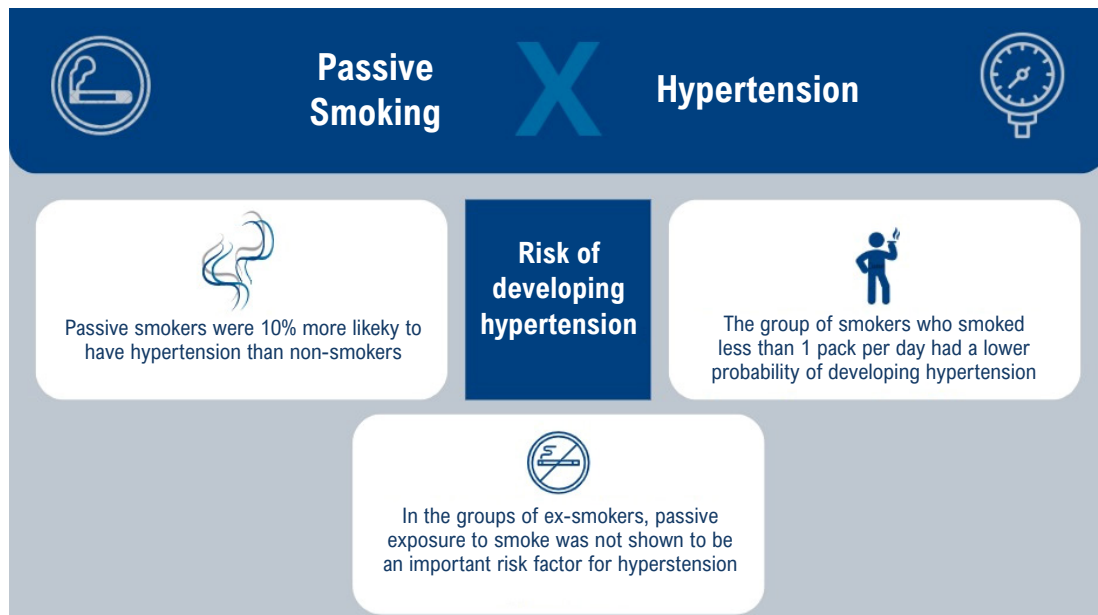 Passive
Smoking
X
Hypertension
Passive smokers were 10% more likeky to
have hypertension than non-smokers
Risk of
developing
hypertension
The group of smokers who smoked
less than 1 pack per day had a lower
probability of developing hypertension
In the groups of ex-smokers, passive
exposure to smoke was not shown to be
an important risk factor for hyperstension